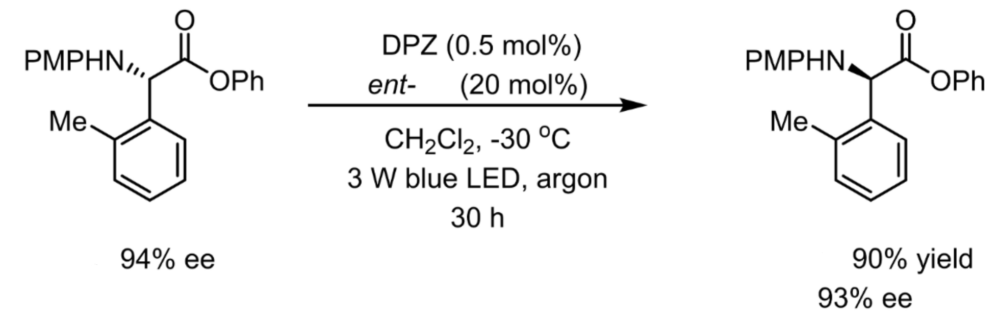 O
PMPHN
OPh
Me
94% ee
DPZ (0.5 mol%)
ent- (20 mol%)
CH₂Cl₂, -30 ºC
3 W blue LED, argon
30 h
O
PMPHN
OPh
Me
90% yield
93% ee